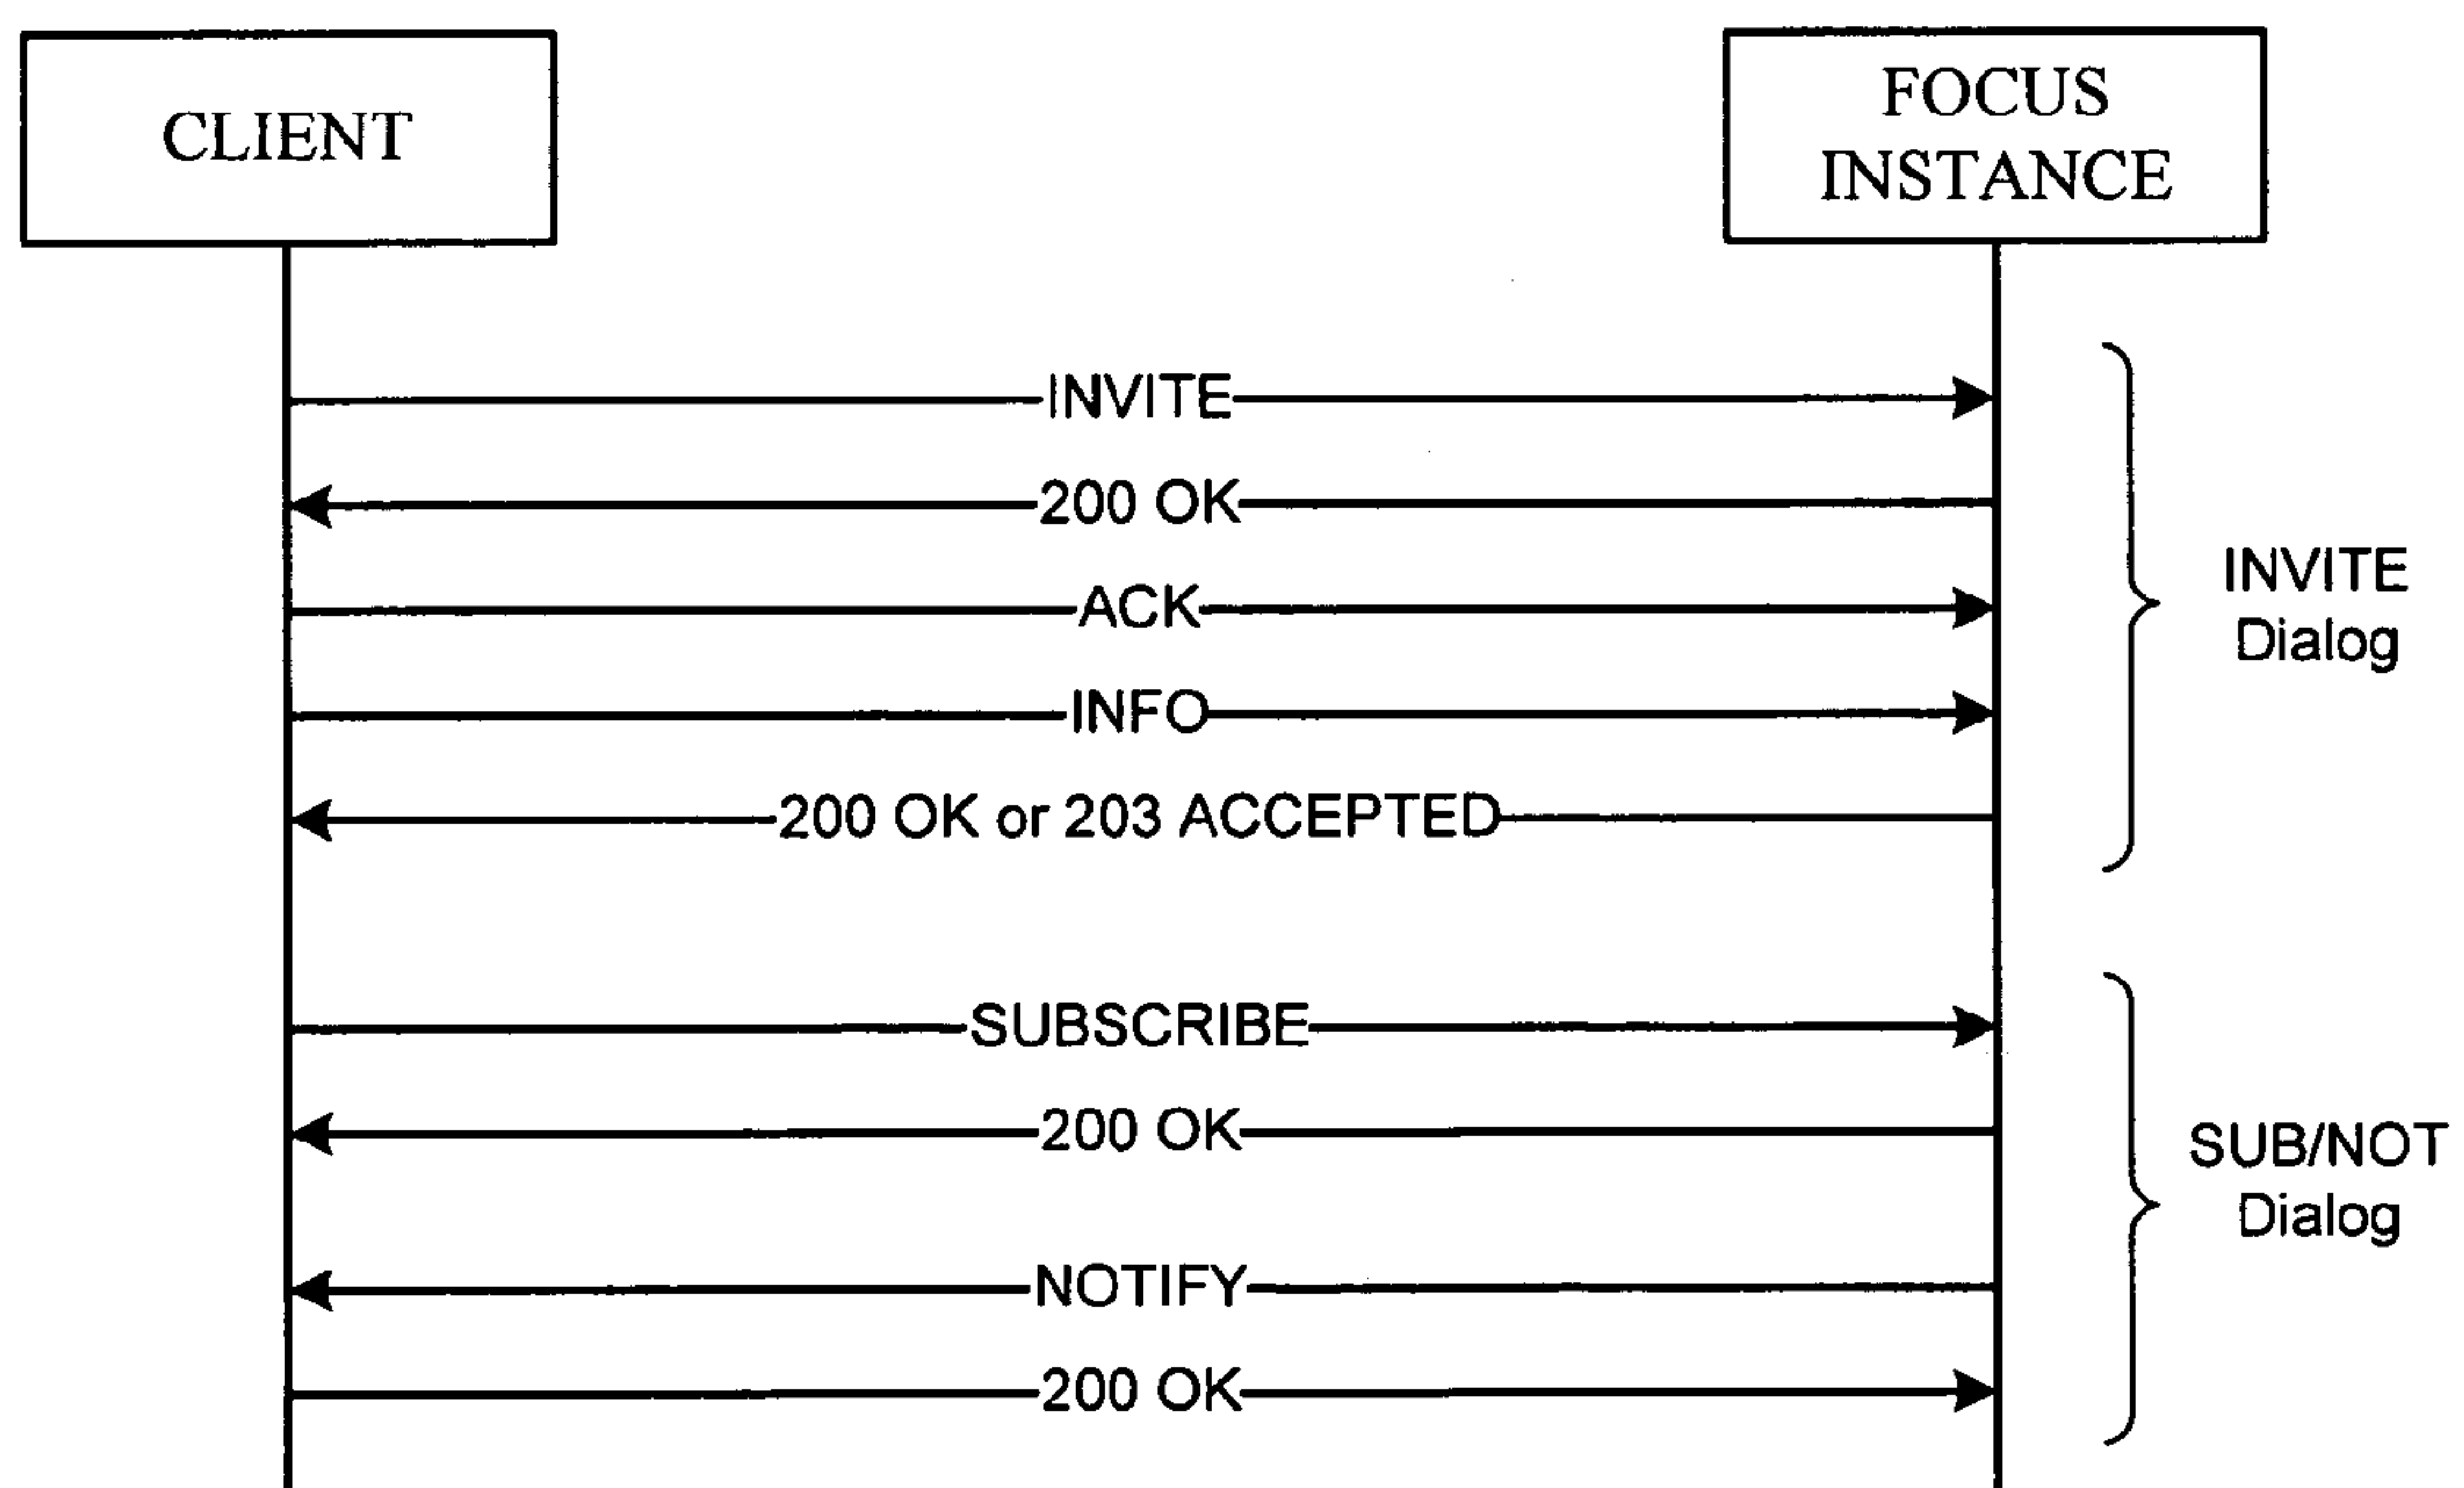 CLIENT
FOCUS
INSTANCE
INVITE
200 OK
ACK
INFO
200 OK or 203 ACCEPTED
INVITE
Dialog
SUBSCRIBE
200 OK
NOTIFY
200 OK
SUB/NOT
Dialog